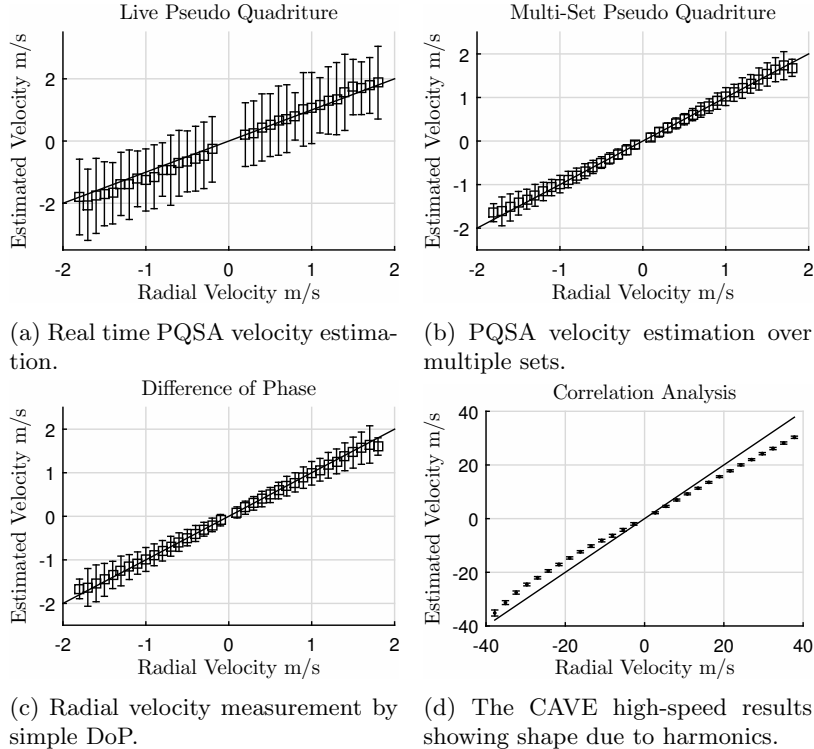 Live Pseudo Quadriture
Estimated Velocity m/s
2
0
-2
-2 -1 0 1 2
Radial Velocity m/s
(a) Real time PQSA velocity estima-
tion.
Multi-Set Pseudo Quadriture
Estimated Velocity m/s
2
1
0
-1
-2
-2 -1 0 1 2
Radial Velocity m/s
(b) PQSA velocity estimation over
multiple sets.
Difference of Phase
Estimated Velocity m/s
2
1
0
-1
-2
-2 -1 0 1 2
Radial Velocity m/s
(c) Radial velocity measurement by
simple DoP.
Correlation Analysis
Estimated Velocity m/s
40
20
0
-20
-40
-40 -20 0 20 40
Radial Velocity m/s
(d) The CAVE high-speed results
showing shape due to harmonics.